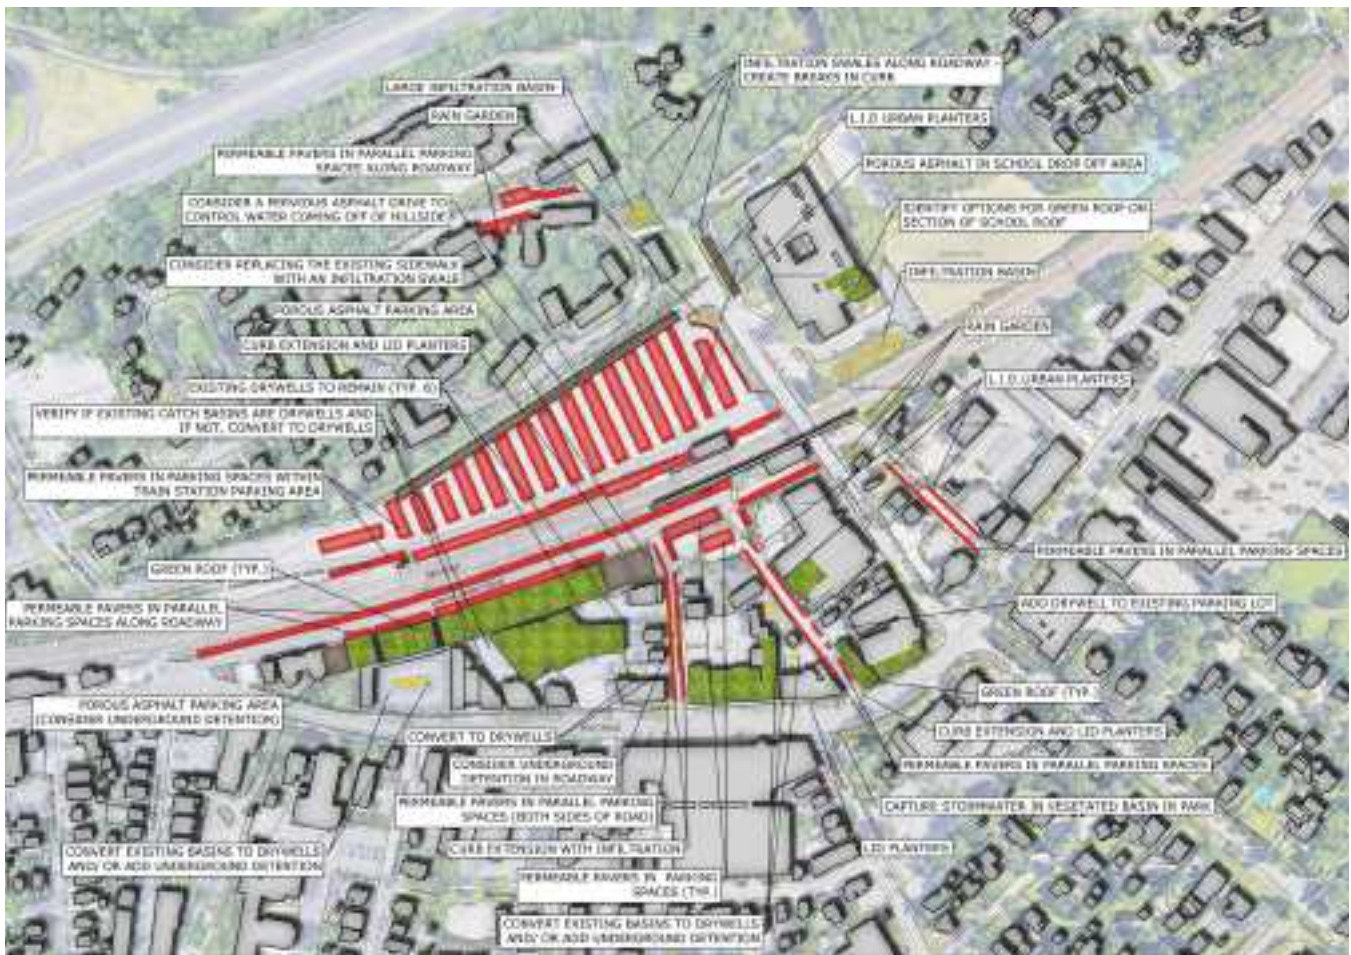 INFILTRATION SWALES ALONG ROADWAY -
CREATE BREAKS IN CURB
LARGE INFILTRATION BASIN
RAIN GARDEN
L.I.D URBAN PLANTERS
PERMEABLE PAVERS IN PARALLEL PARKING
SPACES ALONG ROADWAY
POROUS ASPHALT IN SCHOOL DROP OFF AREA
CONSIDER A PERVIOUS ASPHALT DRIVE TO
CONTROL WATER COMING OFF OF HILLSIDE
IDENTIFY OPTIONS FOR GREEN ROOF ON
SECTION OF SCHOOL ROOF
CONSIDER REPLACING THE EXISTING SIDEWALK
WITH AN INFILTRATION SWALE
INFILTRATION BASIN
POROUS ASPHALT PARKING AREA
RAIN GARDEN
CURB EXTENSION AND LID PLANTERS
EXISTING DRYWELLS TO REMAIN (TYP. 6)
L.I.D. URBAN PLANTERS
VERIFY IF EXISTING CATCH BASINS ARE DRYWELLS AND
IF NOT, CONVERT TO DRYWELLS
PERMEABLE PAVERS IN PARKING SPACES WITHIN
TRAIN STATION PARKING AREA
PERMEABLE PAVERS IN PARALLEL PARKING SPACES
GREEN ROOF (TYP.)
PERMEABLE PAVERS IN PARALLEL
PARKING SPACES ALONG ROADWAY
ADD DRYWELL TO EXISTING PARKING LOT
GREEN ROOF (TYP.)
POROUS ASPHALT PARKING AREA
(CONSIDER UNDERGROUND DETENTION)
CONVERT TO DRYWELLS
CURB EXTENSION AND LID PLANTERS
CONSIDER UNDERGROUND
DETENTION IN ROADWAY
PERMEABLE PAVERS IN PARALLEL PARKING SPACES
PERMEABLE PAVERS IN PARALLEL PARKING
SPACES (BOTH SIDES OF ROAD)
CAPTURE STORMWATER IN VEGETATED BASIN IN PARK
CONVERT EXISTING BASINS TO DRYWELLS
AND/ OR ADD UNDERGROUND DETENTION
CURB EXTENSION WITH INFILTRATION
LID PLANTERS
PERMEABLE PAVERS IN PARKING
SPACES (TYP.)
CONVERT EXISTING BASINS TO DRYWELLS
AND/ OR ADD UNDERGROUND DETENTION